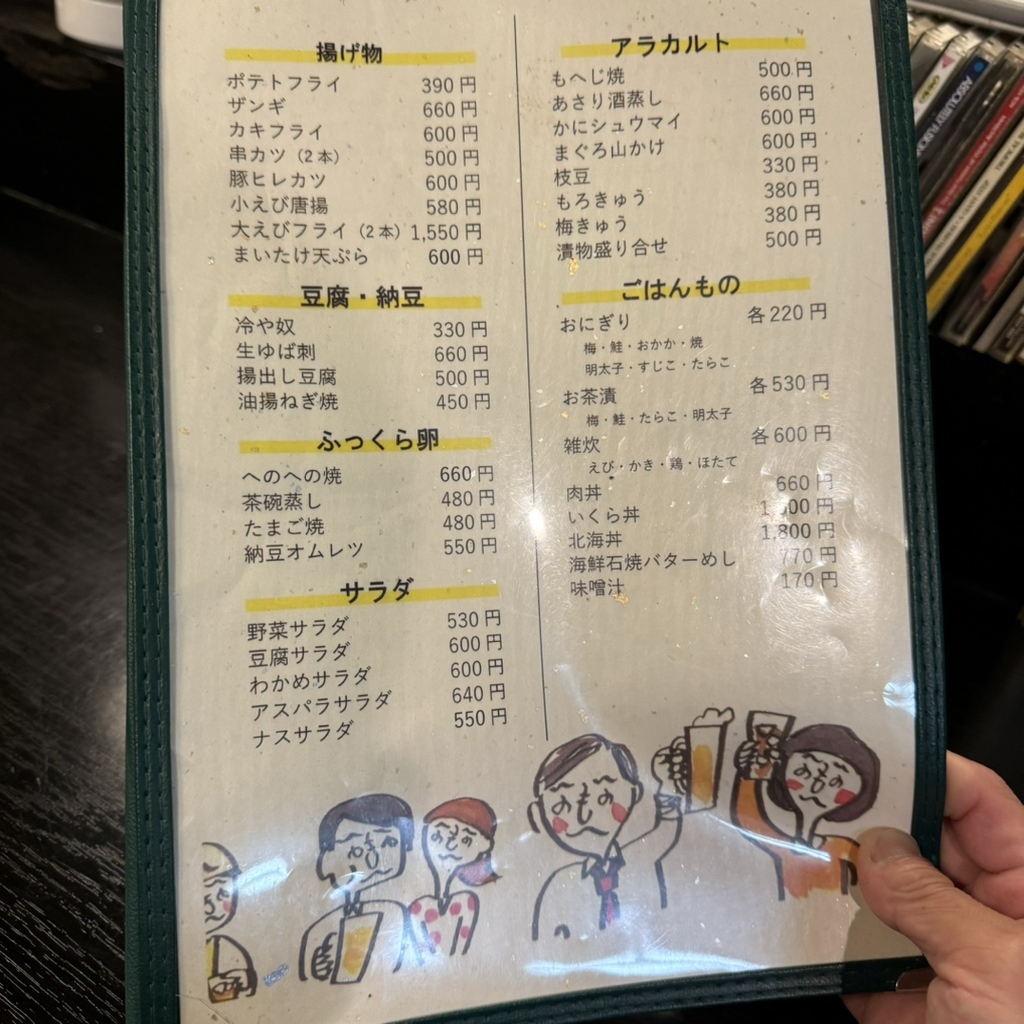 揚げ物
ポテトフライ 390円
ザンギ 660円
カキフライ 600円
串カツ（2本） 500円
豚ヒレカツ 600円
小えび唐揚 580円
大えびフライ（2本） 1,550円
まいたけ天ぷら 600円
豆腐・納豆
冷や奴 330円
生ゆば刺 660円
揚出し豆腐 500円
油揚ねぎ焼 450円
ふっくら卵
へのへの焼 660円
茶碗蒸し 480円
たまご焼 480円
納豆オムレツ 550円
サラダ
野菜サラダ 530円
豆腐サラダ 600円
わかめサラダ 600円
アスパラサラダ 640円
ナスサラダ 550円
アラカルト
もへじ焼 500円
あさり酒蒸し 660円
かにシュウマイ 600円
まぐろ山かけ 600円
枝豆 330円
もろきゅう 380円
梅きゅう 380円
漬物盛り合せ 500円
ごはんもの
おにぎり 各220円
梅・鮭・おかか・焼
明太子・すじこ・たらこ
お茶漬 各530円
梅・鮭・たらこ・明太子
雑炊 各600円
えび・かき・鶏・ほたて
肉丼 660円
いくら丼
北海丼 1,800円
海鮮石焼バターめし 770円
味噌汁 170円